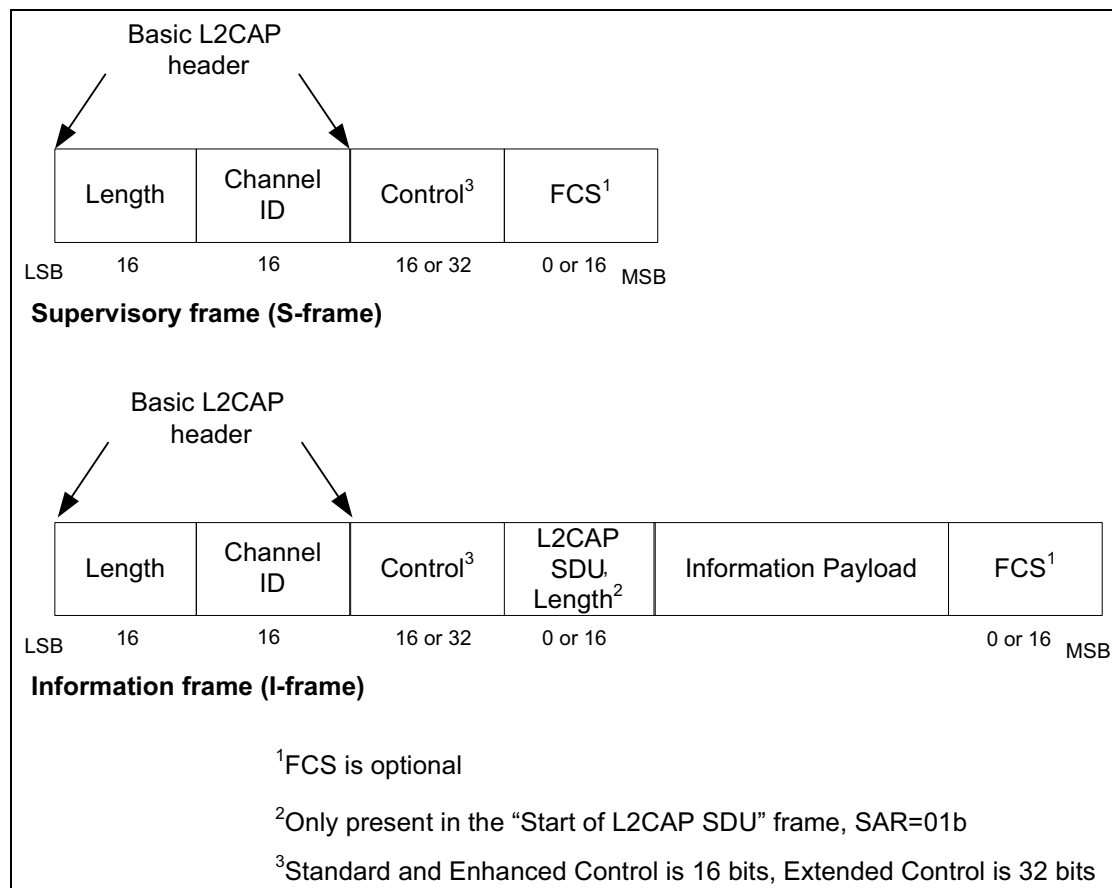 Basic L2CAP
header
Length
Channel
ID
Control³
FCS¹
LSB
16
16
16 or 32
0 or 16
MSB
Supervisory frame (S-frame)
Basic L2CAP
header
Length
Channel
ID
Control³
L2CAP
SDU,
Length²
Information Payload
FCS¹
LSB
16
16
16 or 32
0 or 16
0 or 16
MSB
Information frame (I-frame)
¹FCS is optional
²Only present in the “Start of L2CAP SDU” frame, SAR=01b
³Standard and Enhanced Control is 16 bits, Extended Control is 32 bits